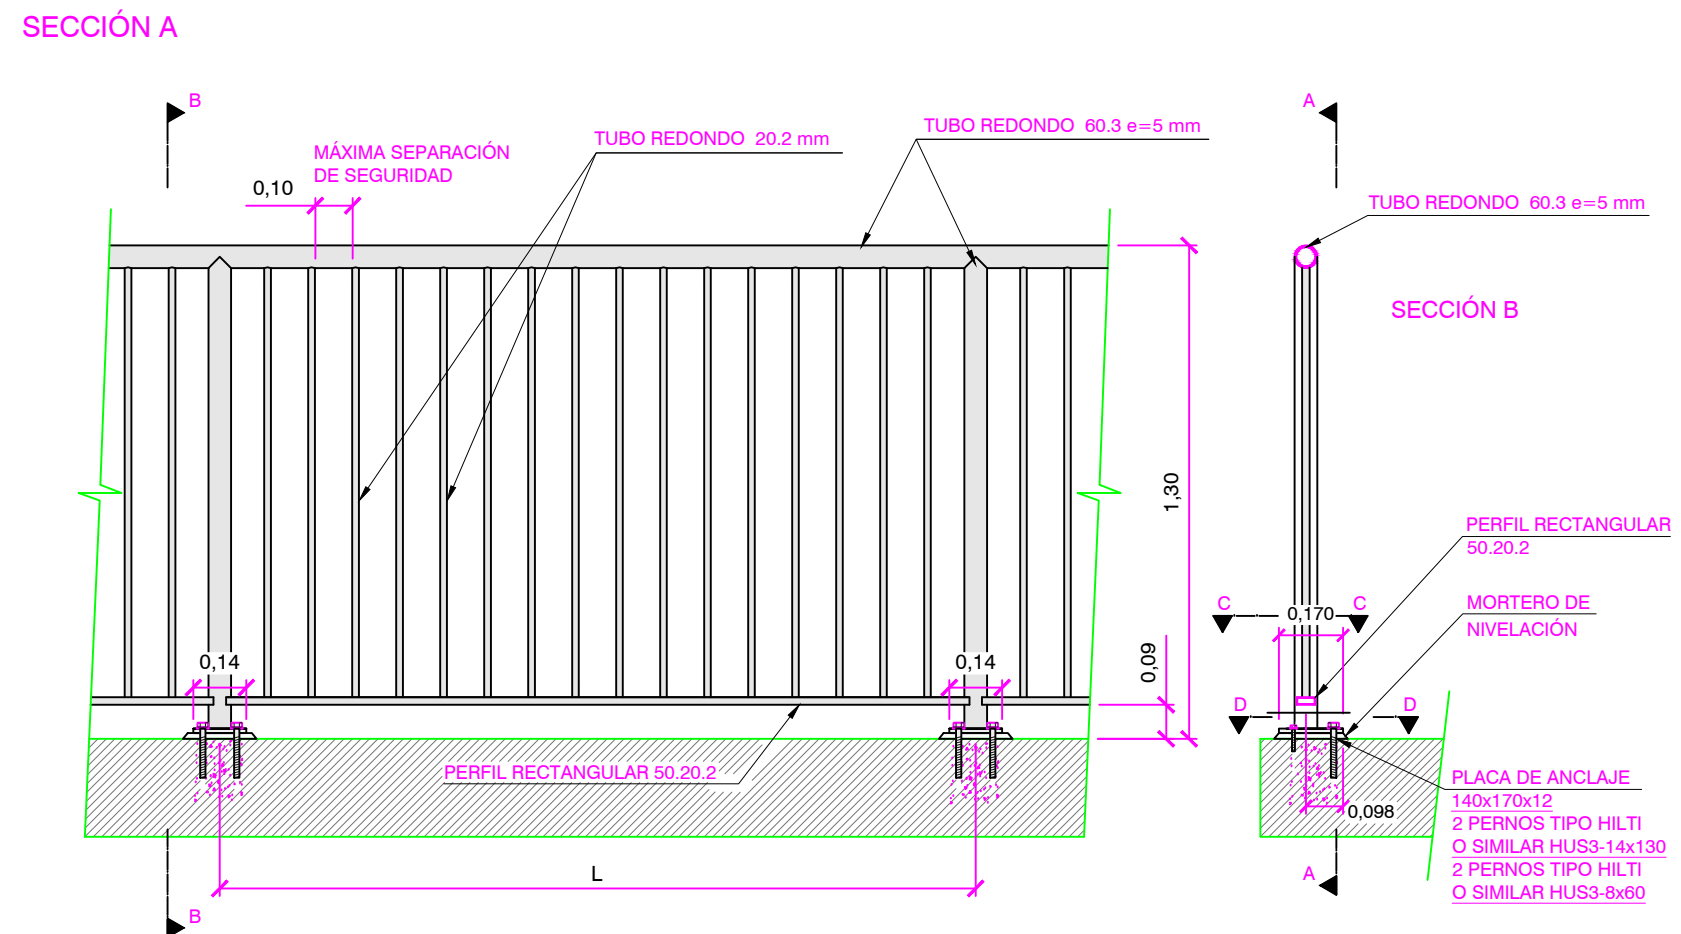 SECCIÓN A
B
A
TUBO REDONDO 60.3 e=5 mm
TUBO REDONDO 20.2 mm
MÁXIMA SEPARACIÓN
DE SEGURIDAD
0,10
TUBO REDONDO 60.3 e=5 mm
SECCIÓN B
1,30
PERFIL RECTANGULAR
50.20.2
C
0,170
C
MORTERO DE
NIVELACIÓN
0,14
0,14
0,09
D
D
PERFIL RECTANGULAR 50.20.2
PLACA DE ANCLAJE
140x170x12
0,098
2 PERNOS TIPO HILTI
O SIMILAR HUS3-14x130
2 PERNOS TIPO HILTI
O SIMILAR HUS3-8x60
L
A
B